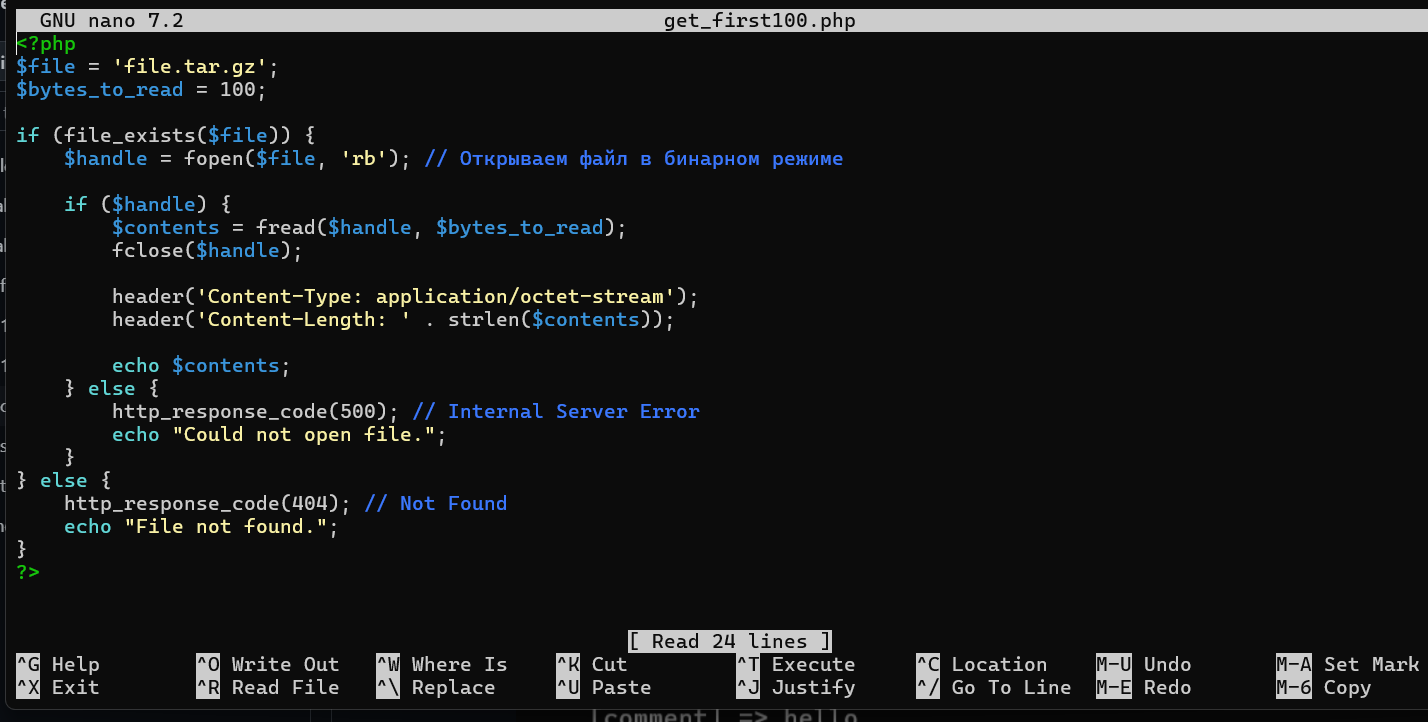 GNU nano 7.2 get_first100.php
<?php
$file = 'file.tar.gz';
$bytes_to_read = 100;
if (file_exists($file)) {
$handle = fopen($file, 'rb'); // Открываем файл в бинарном режиме
if ($handle) {
$contents = fread($handle, $bytes_to_read);
fclose($handle);
header('Content-Type: application/octet-stream');
header('Content-Length: ' . strlen($contents));
echo $contents;
} else {
http_response_code(500); // Internal Server Error
echo "Could not open file.";
}
} else {
http_response_code(404); // Not Found
echo "File not found.";
}
?>
[ Read 24 lines ]
^G Help ^O Write Out ^W Where Is ^K Cut ^T Execute ^C Location M-U Undo M-A Set Mark
^X Exit ^R Read File ^\ Replace ^U Paste ^J Justify ^/ Go To Line M-E Redo M-6 Copy
[comment] => hello